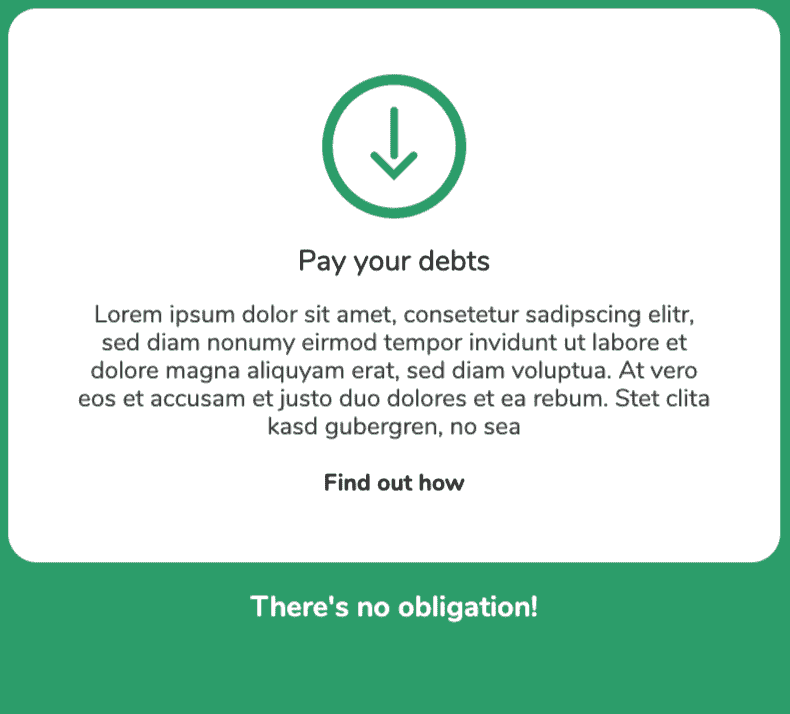 Pay your debts
Lorem ipsum dolor sit amet, consetetur sadipscing elitr,
sed diam nonumy eirmod tempor invidunt ut labore et
dolore magna aliquyam erat, sed diam voluptua. At vero
eos et accusam et justo duo dolores et ea rebum. Stet clita
kasd gubergren, no sea
Find out how
There's no obligation!